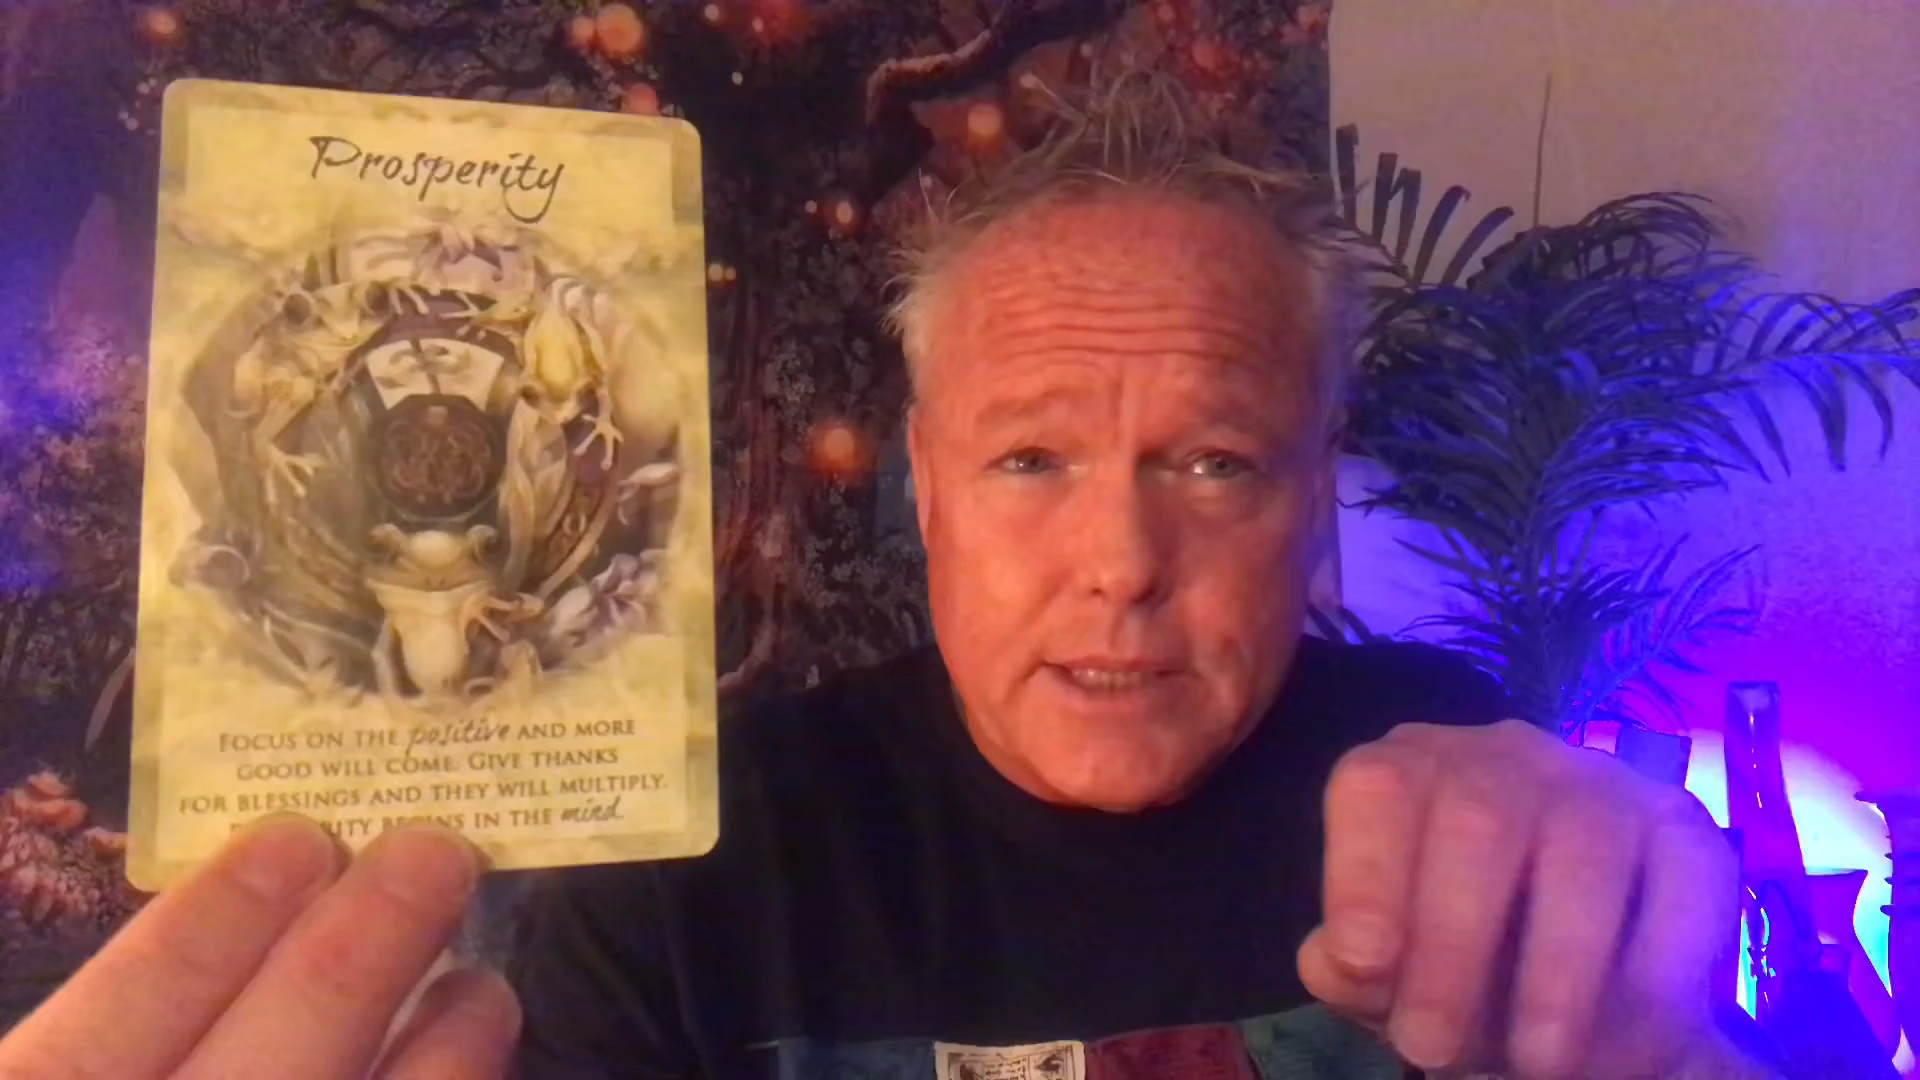 Prosperity
FOCUS ON THE positive AND MORE
GOOD WILL COME. GIVE THANKS
FOR BLESSINGS AND THEY WILL MULTIPLY.
BEGINS IN THE mind.